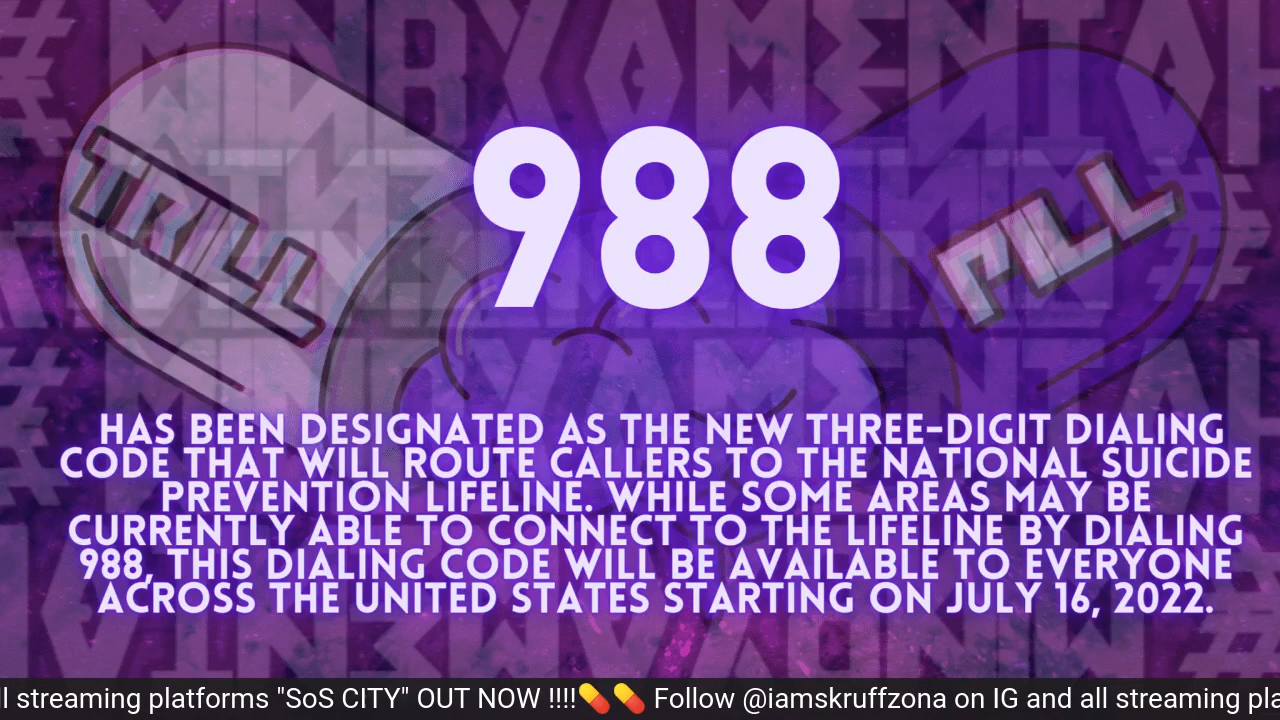 #MINDYAMENTAL
TRILL
PILL
988
HAS BEEN DESIGNATED AS THE NEW THREE-DIGIT DIALING
CODE THAT WILL ROUTE CALLERS TO THE NATIONAL SUICIDE
PREVENTION LIFELINE. WHILE SOME AREAS MAY BE
CURRENTLY ABLE TO CONNECT TO THE LIFELINE BY DIALING
988, THIS DIALING CODE WILL BE AVAILABLE TO EVERYONE
ACROSS THE UNITED STATES STARTING ON JULY 16, 2022.
streaming platforms "SoS CITY" OUT NOW !!!!💊💊 Follow @iamskruffzona on IG and all streaming